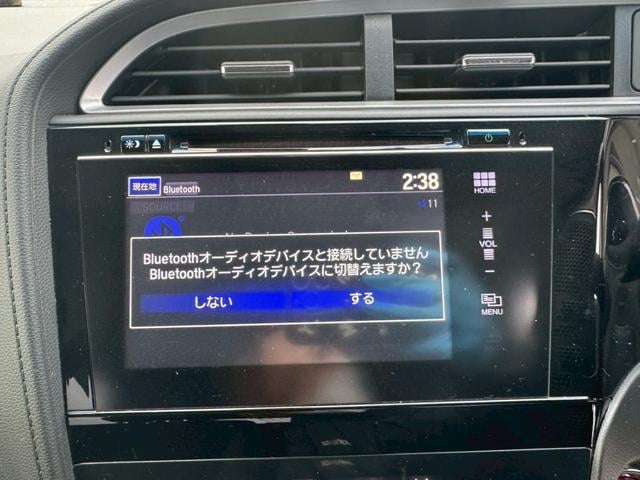 現在地 Bluetooth
2:38
HOME
SOURCE
11
Bluetoothオーディオデバイスと接続していません
Bluetoothオーディオデバイスに切替えますか？
しない する
+
VOL
-
MENU